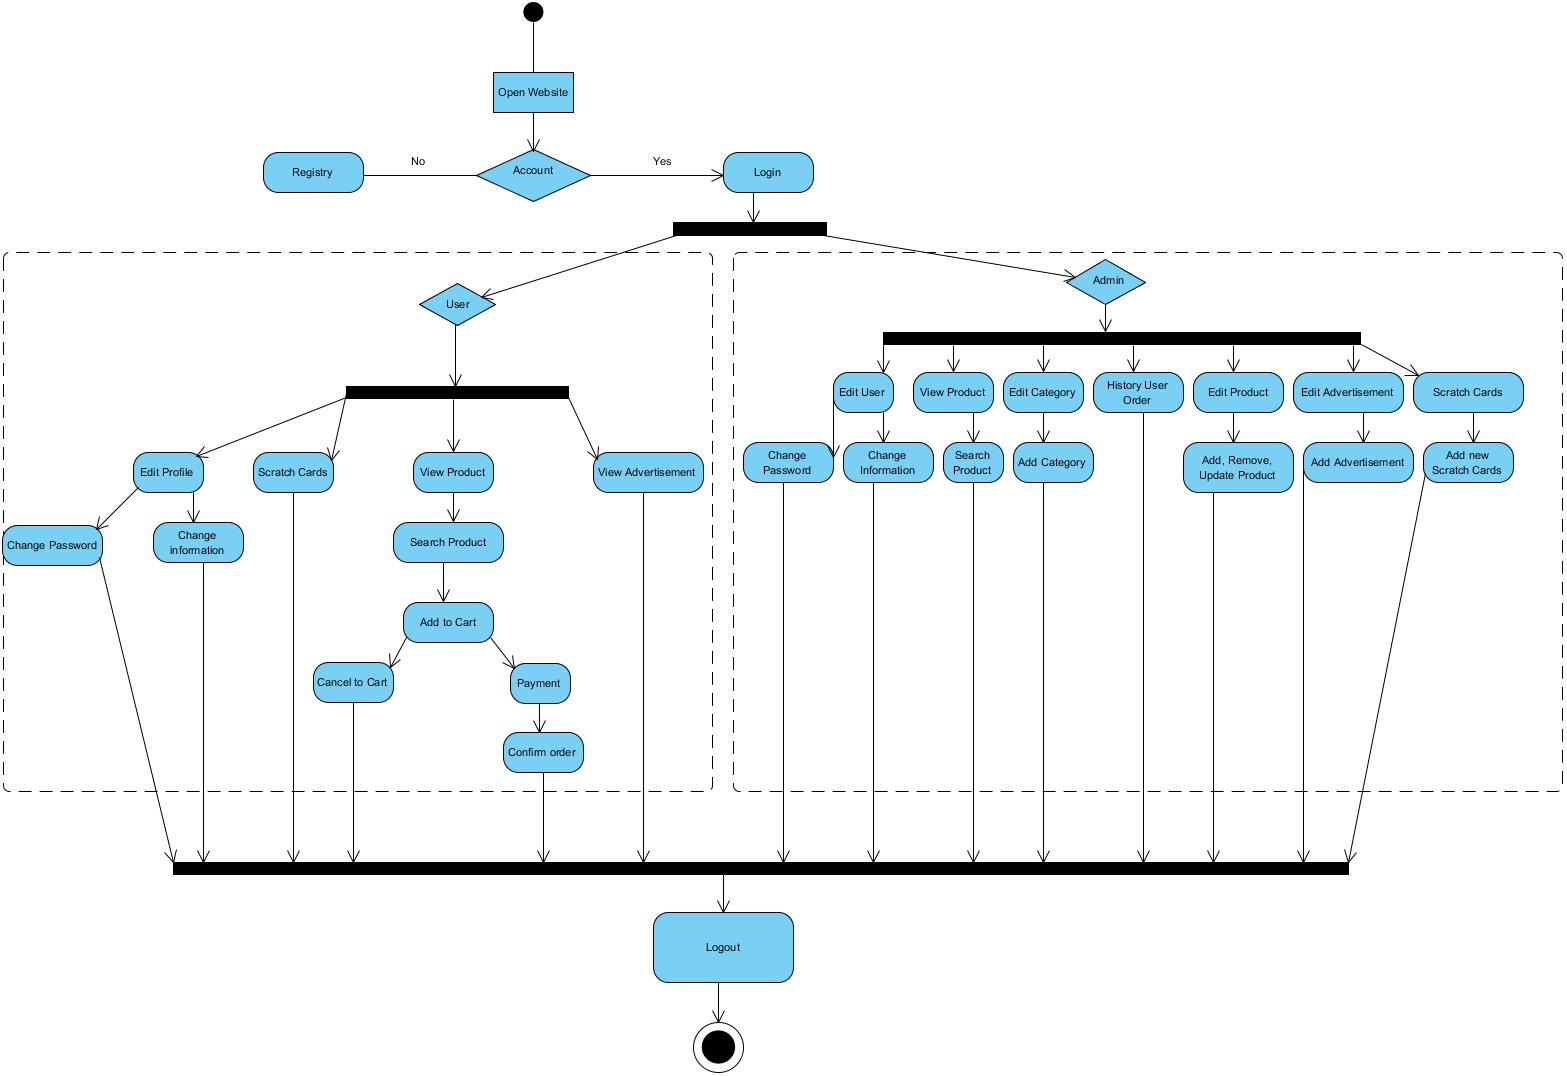 Open Website
Registry
No
Account
Yes
Login
User
Admin
Edit Profile
Scratch Cards
View Product
View Advertisement
Change Password
Change
information
Search Product
Add to Cart
Cancel to Cart
Payment
Confirm order
Edit User
View Product
Edit Category
History User
Order
Edit Product
Edit Advertisement
Scratch Cards
Change
Password
Change
Information
Search
Product
Add Category
Add, Remove,
Update Product
Add Advertisement
Add new
Scratch Cards
Logout